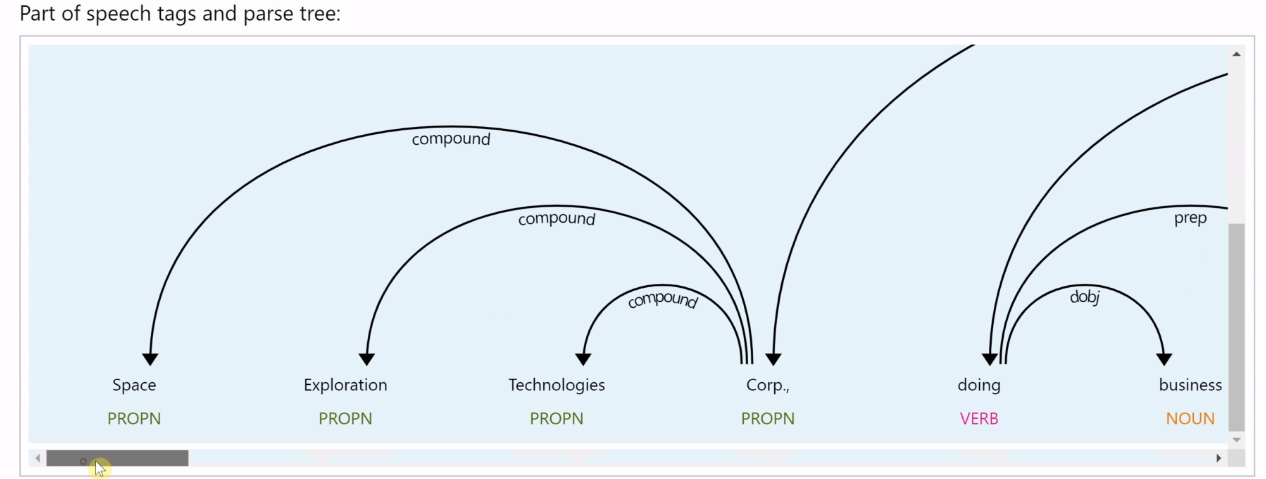 Part of speech tags and parse tree:
compound
compound
prep
compound
dobj
Space Exploration Technologies Corp., doing business
PROPN PROPN PROPN PROPN VERB NOUN